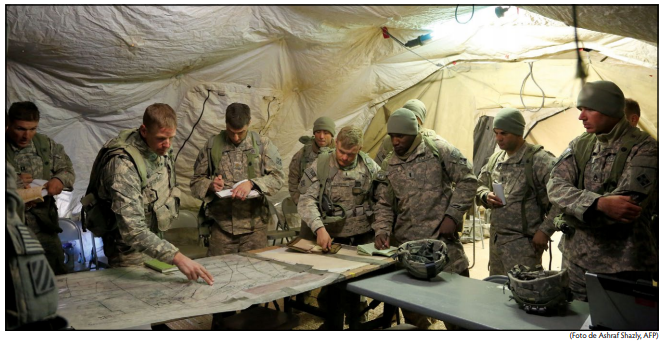 (Foto de Ashraf Shazly, AFP)